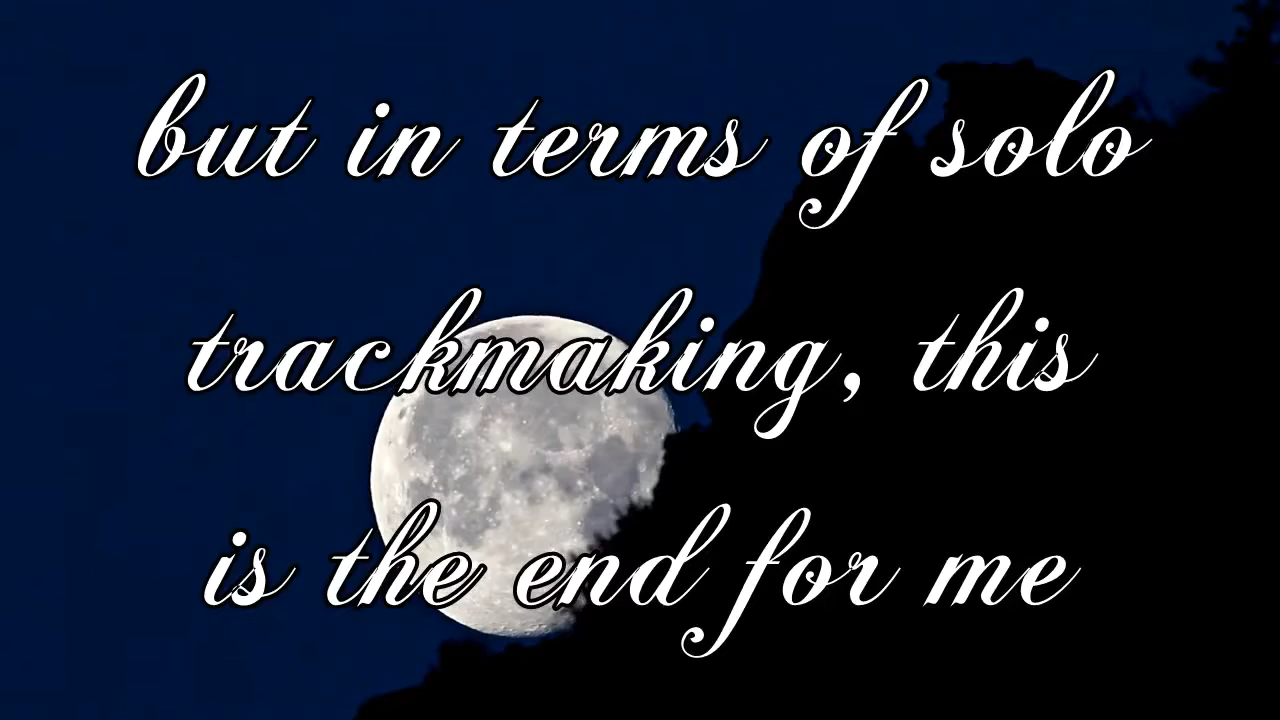 but in terms of solo
trackmaking, this
is the end for me